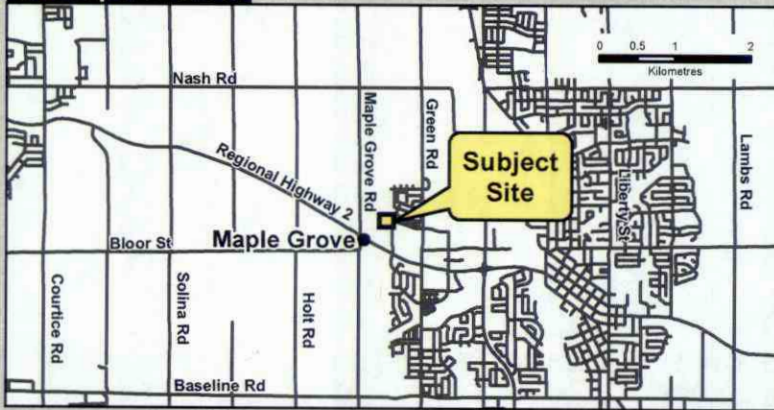 0 0.5 1 2
Kilometres
Nash Rd
Maple Grove Rd
Green Rd
Regional Highway 2
Subject
Site
Liberty St
Lambs Rd
Bloor St
Maple Grove
Courtice Rd
Solina Rd
Holt Rd
Baseline Rd